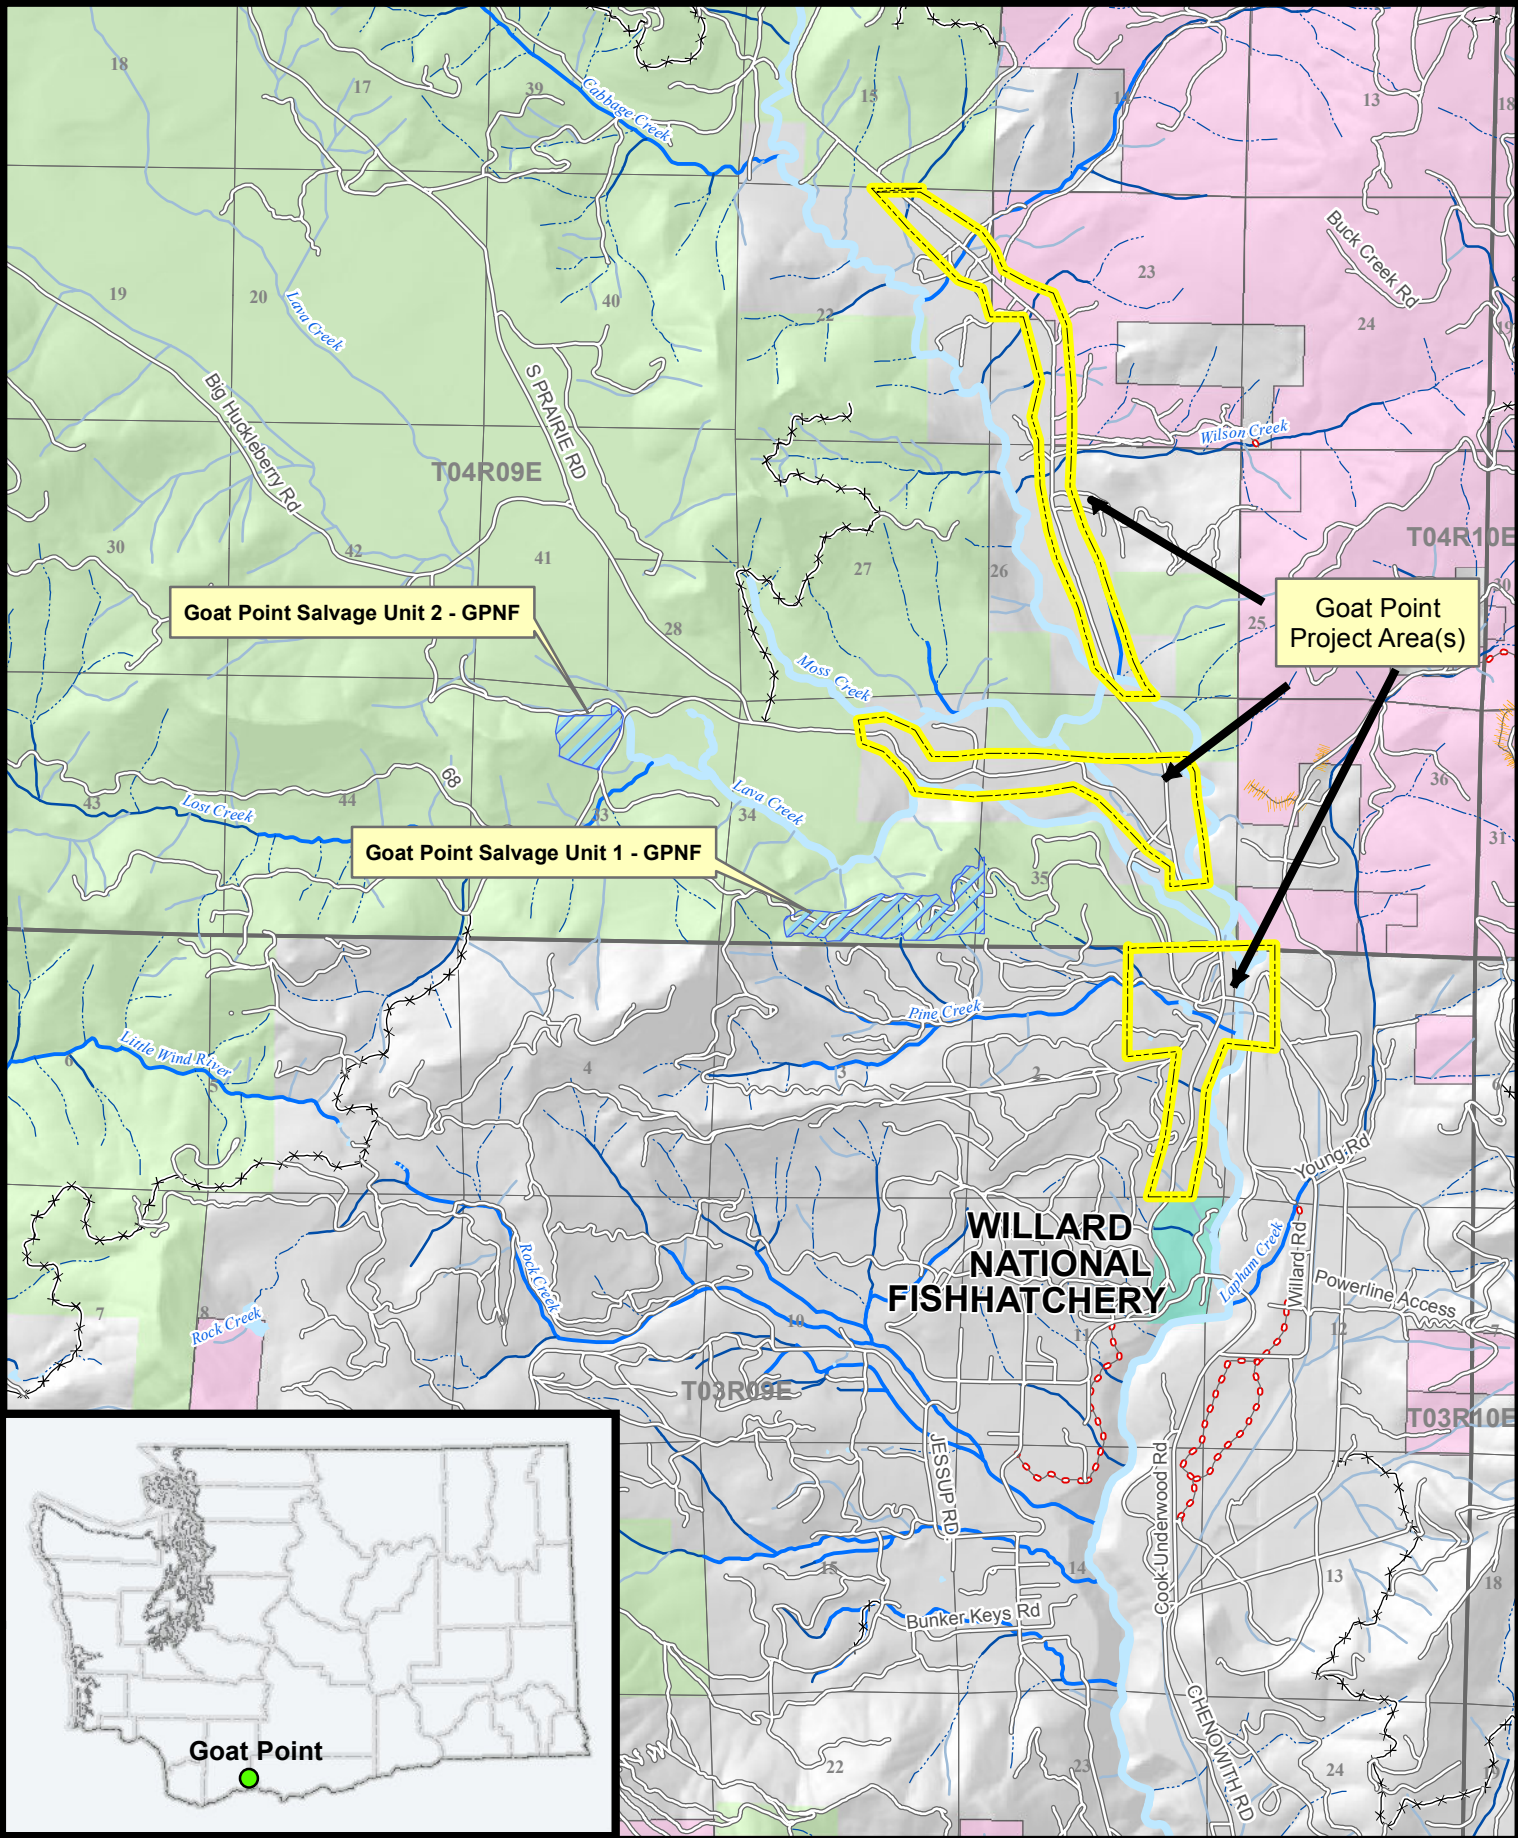 18
17
39
Cabbage Creek
15
14
13
18
Buck Creek Rd
19
20
Lava Creek
40
22
23
24
19
Big Huckleberry Rd
S PRAIRIE RD
T04R09E
Wilson Creek
30
42
41
27
26
T04R10E
30
Goat Point Salvage Unit 2 - GPNF
28
25
Goat Point
Project Area(s)
Moss Creek
68
43
Lost Creek
44
33
34
Lava Creek
36
31
Goat Point Salvage Unit 1 - GPNF
35
Pine Creek
6
Little Wind River
5
4
3
2
6
Young Rd
WILLARD
NATIONAL
FISHHATCHERY
Lapham Creek
Willard Rd
Powerline Access
Rock Creek
7
8
Rock Creek
10
11
12
T03R09E
T03R10E
JESSUP RD
Cook-Underwood Rd
15
14
13
18
Bunker Keys Rd
CHENOWITH RD
22
23
24
19
Goat Point